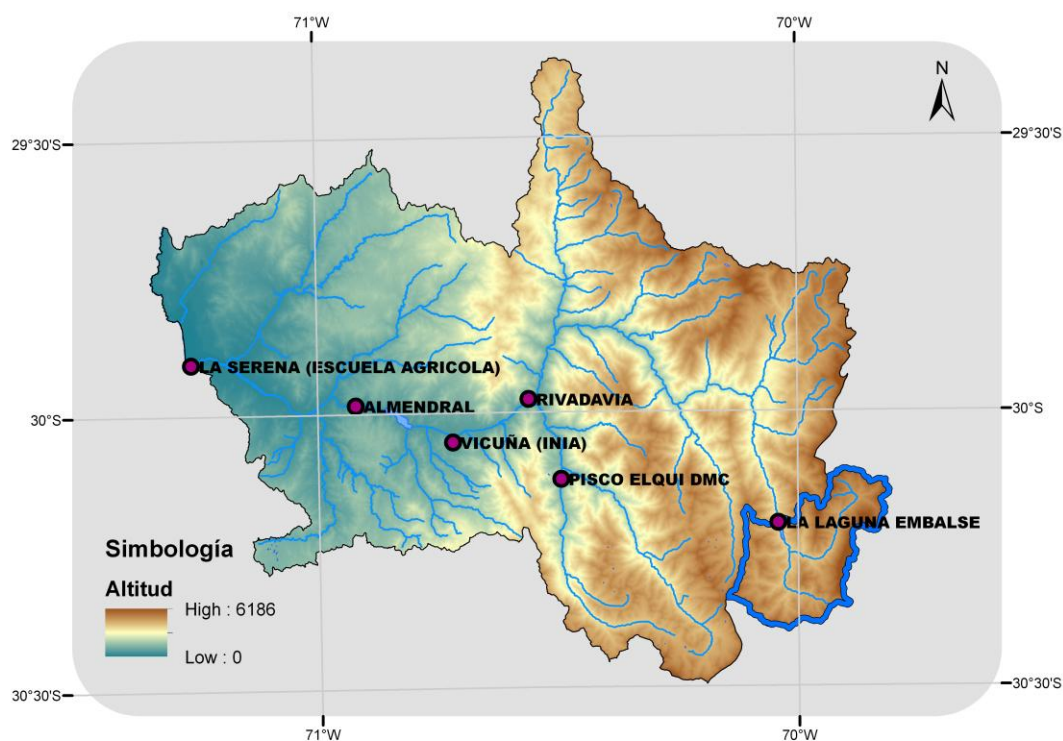 71°W
70°W
N
29°30'S
29°30'S
LA SERENA (ESCUELA AGRICOLA)
ALMENDRAL
RIVADAVIA
30°S
30°S
VICUÑA (INIA)
PISCO ELQUI DMC
LA LAGUNA EMBALSE
Simbología
Altitud
High : 6186
Low : 0
30°30'S
30°30'S
71°W
70°W